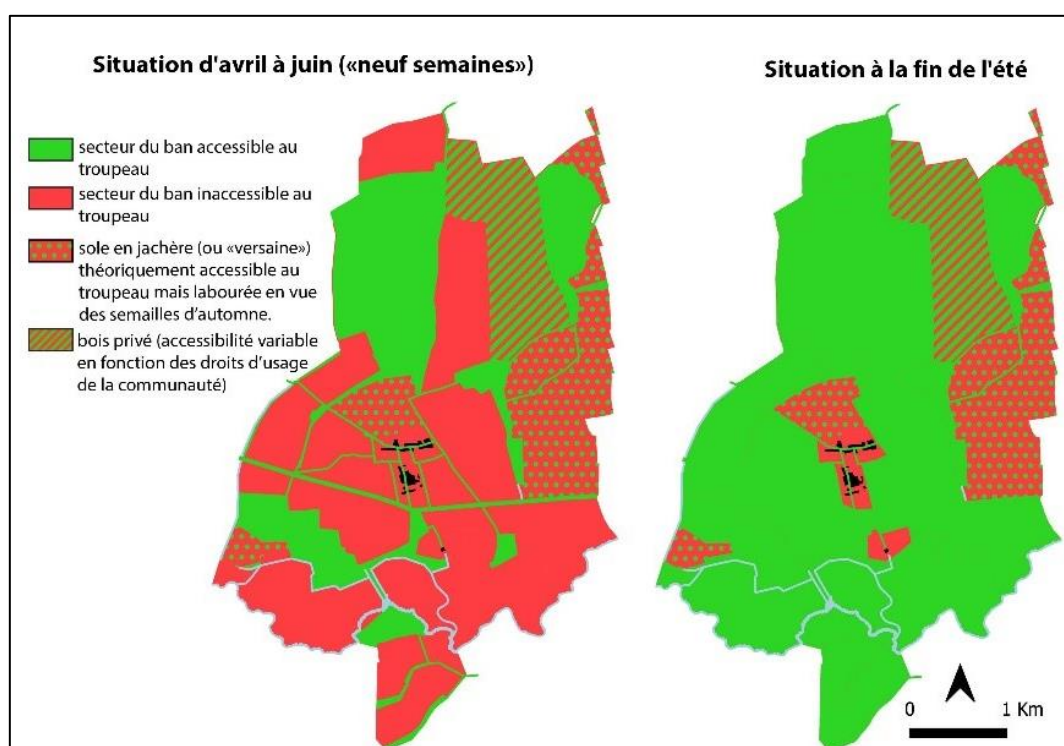 Situation d'avril à juin («neuf semaines»)
Situation à la fin de l'été
secteur du ban accessible au
troupeau
secteur du ban inaccessible au
troupeau
sole en jachère (ou «versaine»)
théoriquement accessible au
troupeau mais labourée en vue
des semailles d’automne.
bois privé (accessibilité variable
en fonction des droits d’usage
de la communauté)
0 1 Km